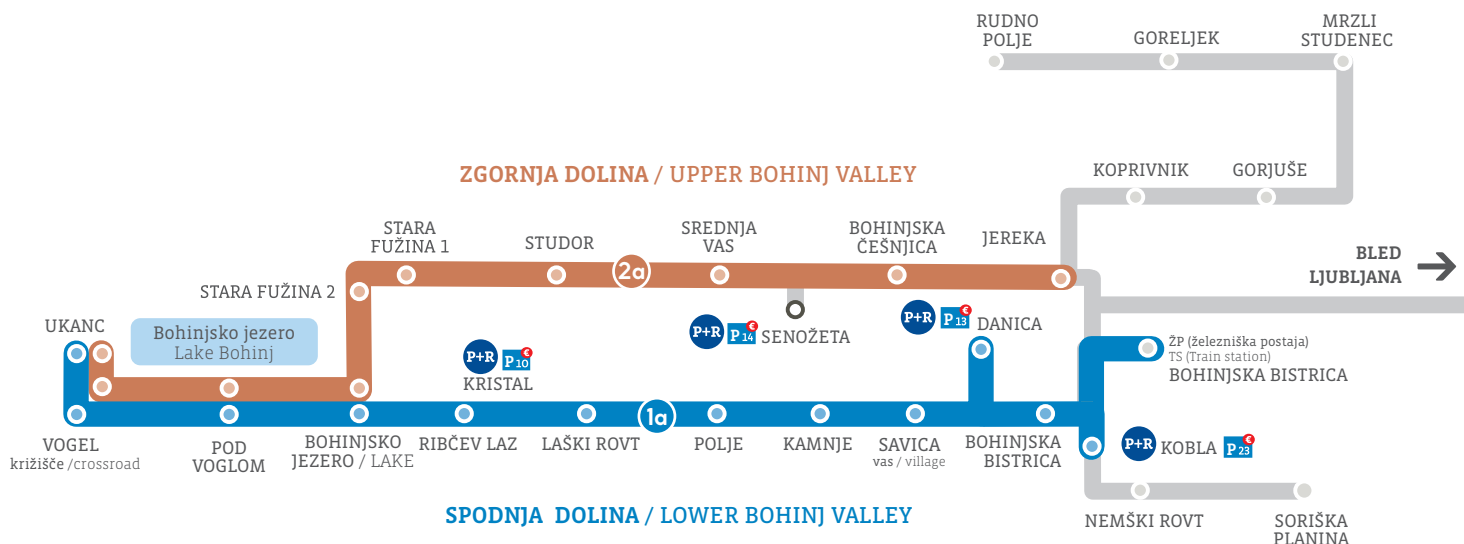 RUDNO
POLJE
GORELJEK
MRZLI
STUDENEC
ZGORNJA DOLINA / UPPER BOHINJ VALLEY
KOPRIVNIK
GORJUŠE
STARA
FUŽINA 1
STUDOR
SREDNJA
VAS
BOHINJSKA
ČEŠNJICA
JEREKA
BLED
LJUBLJANA
2a
STARA FUŽINA 2
UKANC
Bohinjsko jezero
Lake Bohinj
P+R P10 €
KRISTAL
P+R P14 €
SENOŽETA
P+R P13 €
DANICA
ŽP (železniška postaja)
TS (Train station)
BOHINJSKA BISTRICA
1a
VOGEL
križišče /crossroad
POD
VOGLOM
BOHINJSKO
JEZERO / LAKE
RIBČEV LAZ
LAŠKI ROVT
POLJE
KAMNJE
SAVICA
vas / village
BOHINJSKA
BISTRICA
P+R KOBLA P23 €
SPODNJA DOLINA / LOWER BOHINJ VALLEY
NEMŠKI ROVT
SORIŠKA
PLANINA